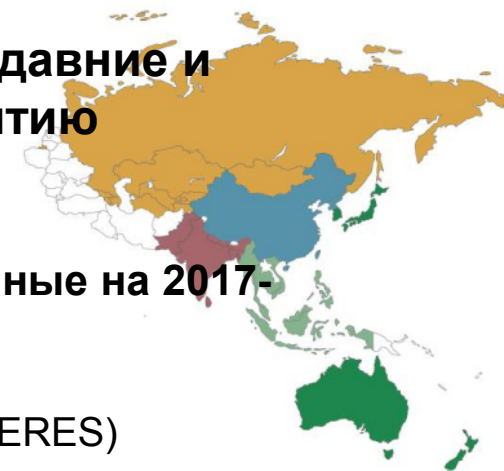 давние и
тию
ные на 2017-
ERES)